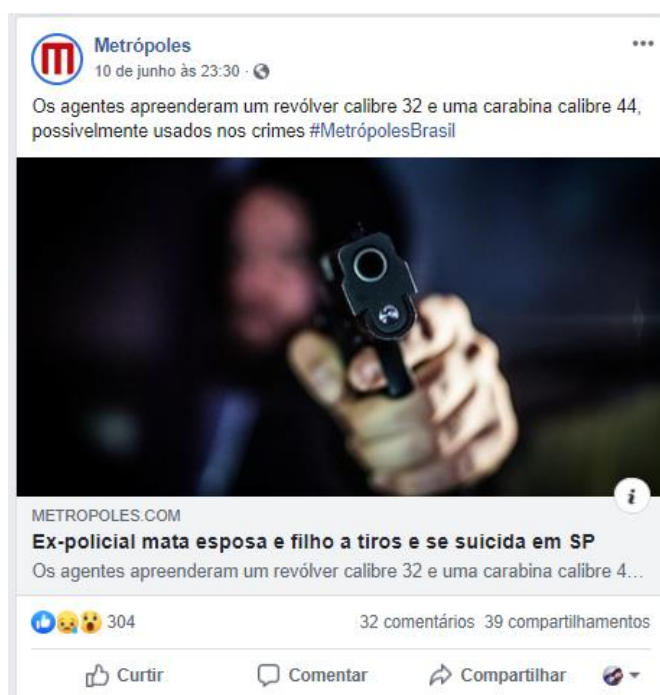 Metrópoles
10 de junho às 23:30 ·
Os agentes apreenderam um revólver calibre 32 e uma carabina calibre 44,
possivelmente usados nos crimes #MetrópolesBrasil
METROPOLES.COM
Ex-policial mata esposa e filho a tiros e se suicida em SP
Os agentes apreenderam um revólver calibre 32 e uma carabina calibre 4...
304 32 comentários 39 compartilhamentos
Curtir Comentar Compartilhar